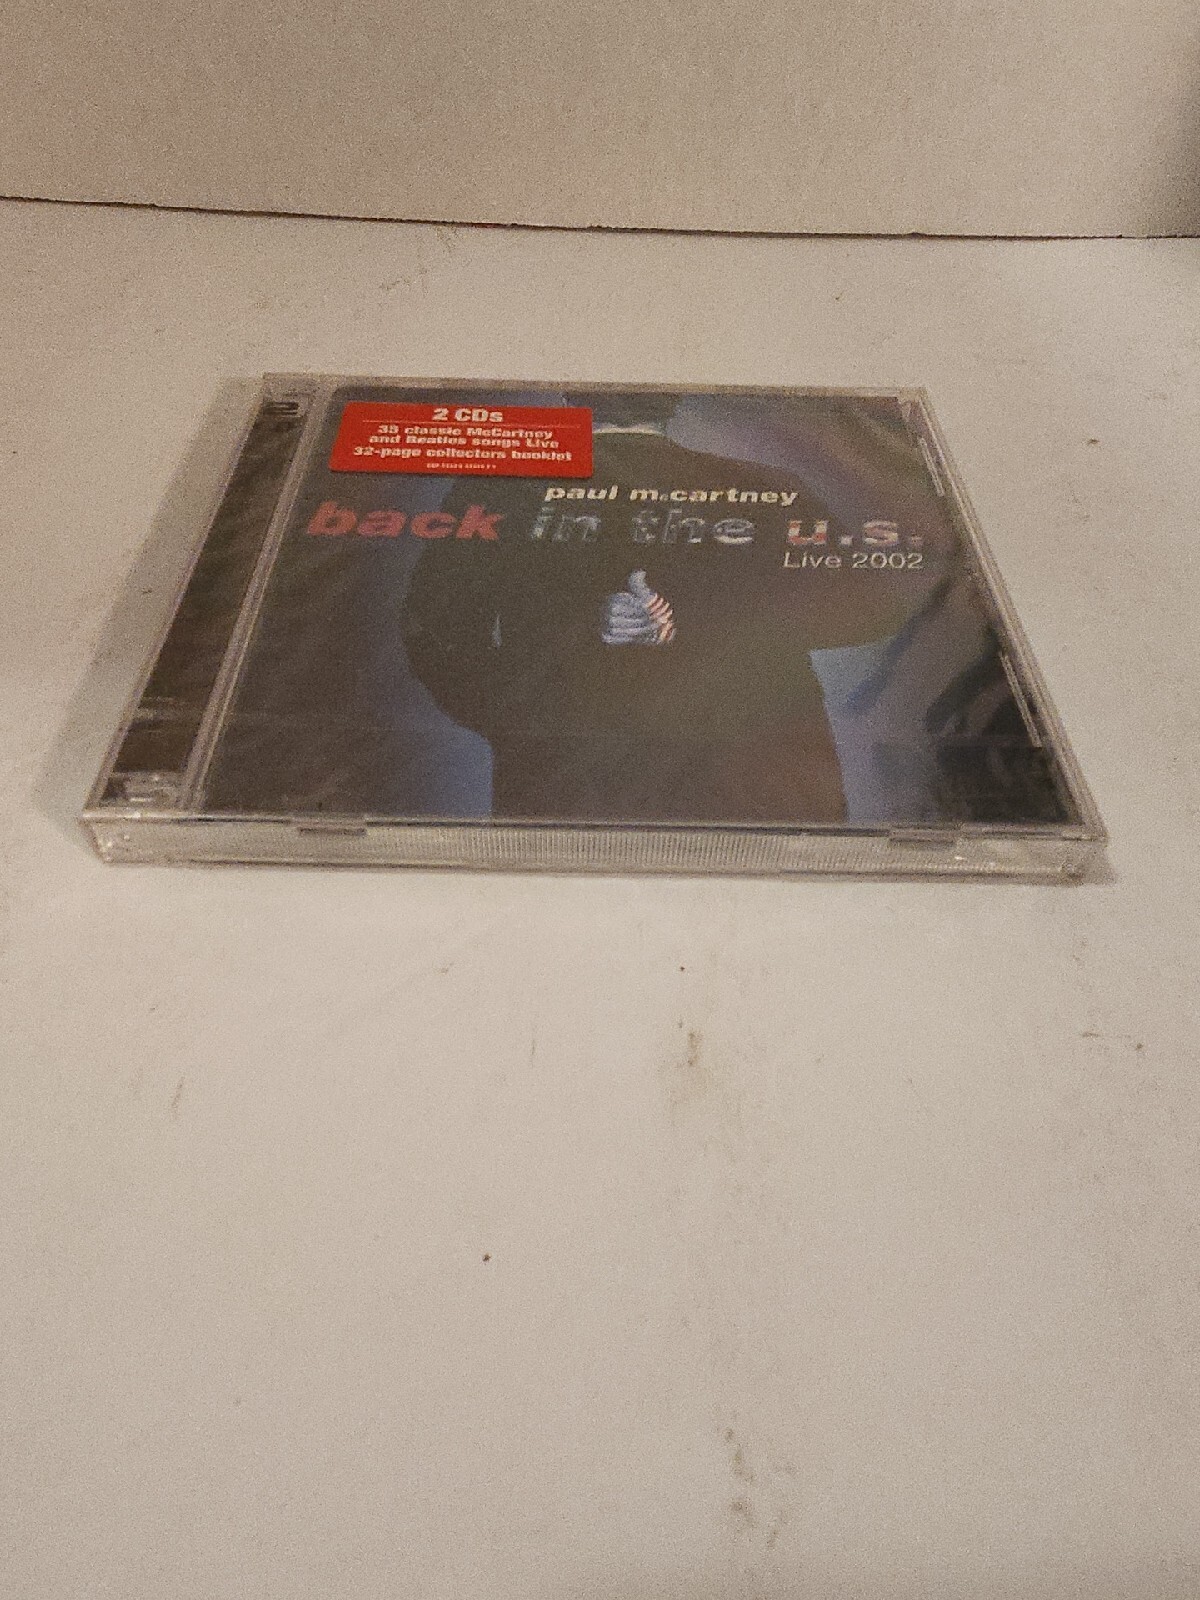 2 CDs
35 classic McCartney
and Beatles songs Live
32-page collectors booklet
paul mccartney
back in the u.s.
Live 2002